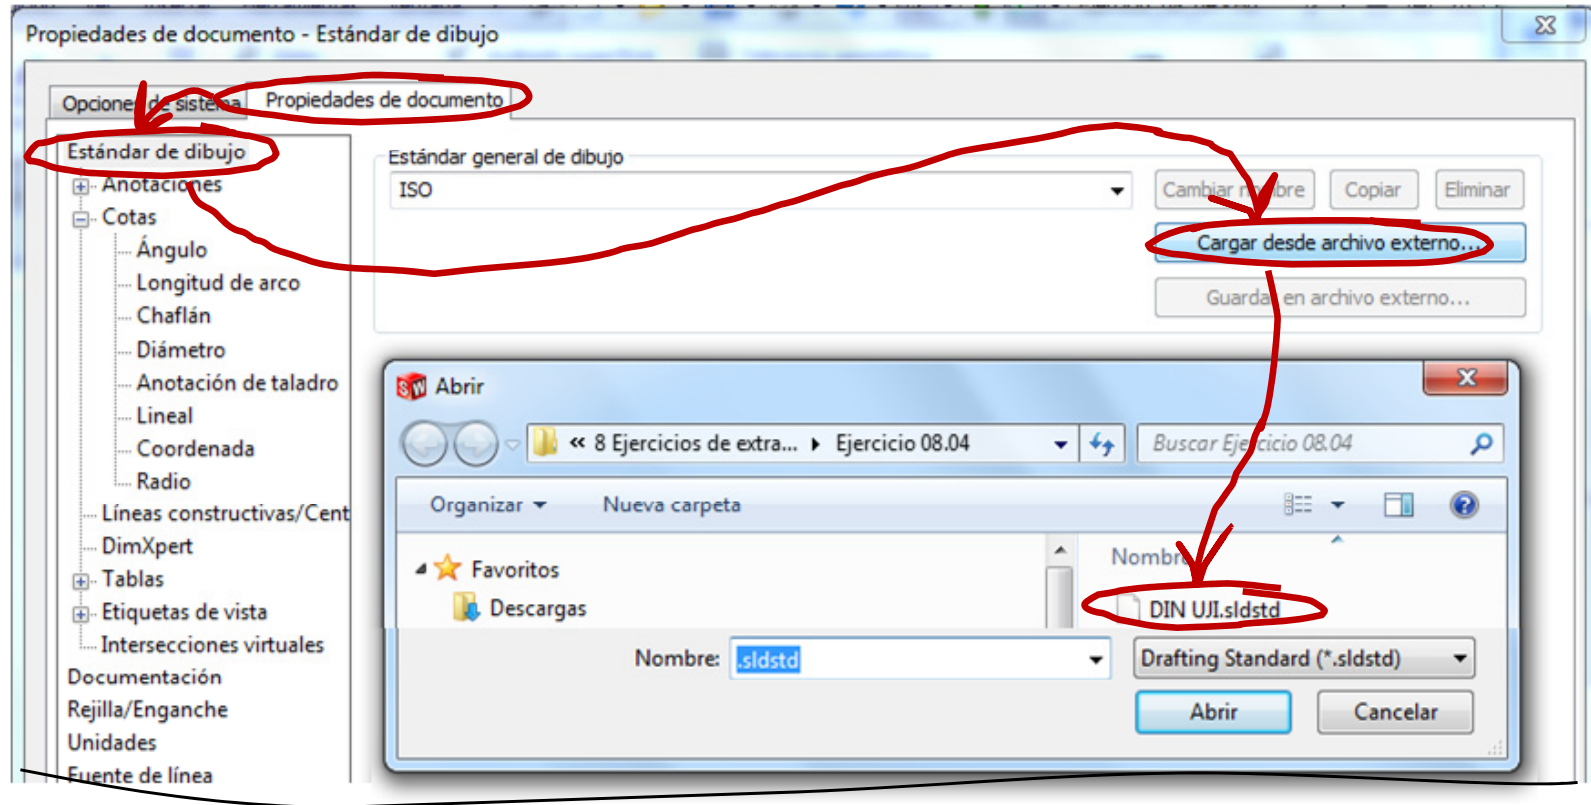 Propiedades de documento - Estándar de dibujo
Opciones de sistema
Propiedades de documento
Estándar de dibujo
Anotaciones
Cotas
Ángulo
Longitud de arco
Chaflán
Diámetro
Anotación de taladro
Lineal
Coordenada
Radio
Líneas constructivas/Cent
DimXpert
Tablas
Etiquetas de vista
Intersecciones virtuales
Documentación
Rejilla/Enganche
Unidades
Fuente de línea
Estándar general de dibujo
ISO
Cambiar nombre
Copiar
Eliminar
Cargar desde archivo externo...
Guardar en archivo externo...
SW Abrir
« 8 Ejercicios de extra... Ejercicio 08.04
Buscar Ejercicio 08.04
Organizar
Nueva carpeta
Favoritos
Descargas
Nombre
DIN UJI.sldstd
Nombre: .sldstd
Drafting Standard (*.sldstd)
Abrir
Cancelar